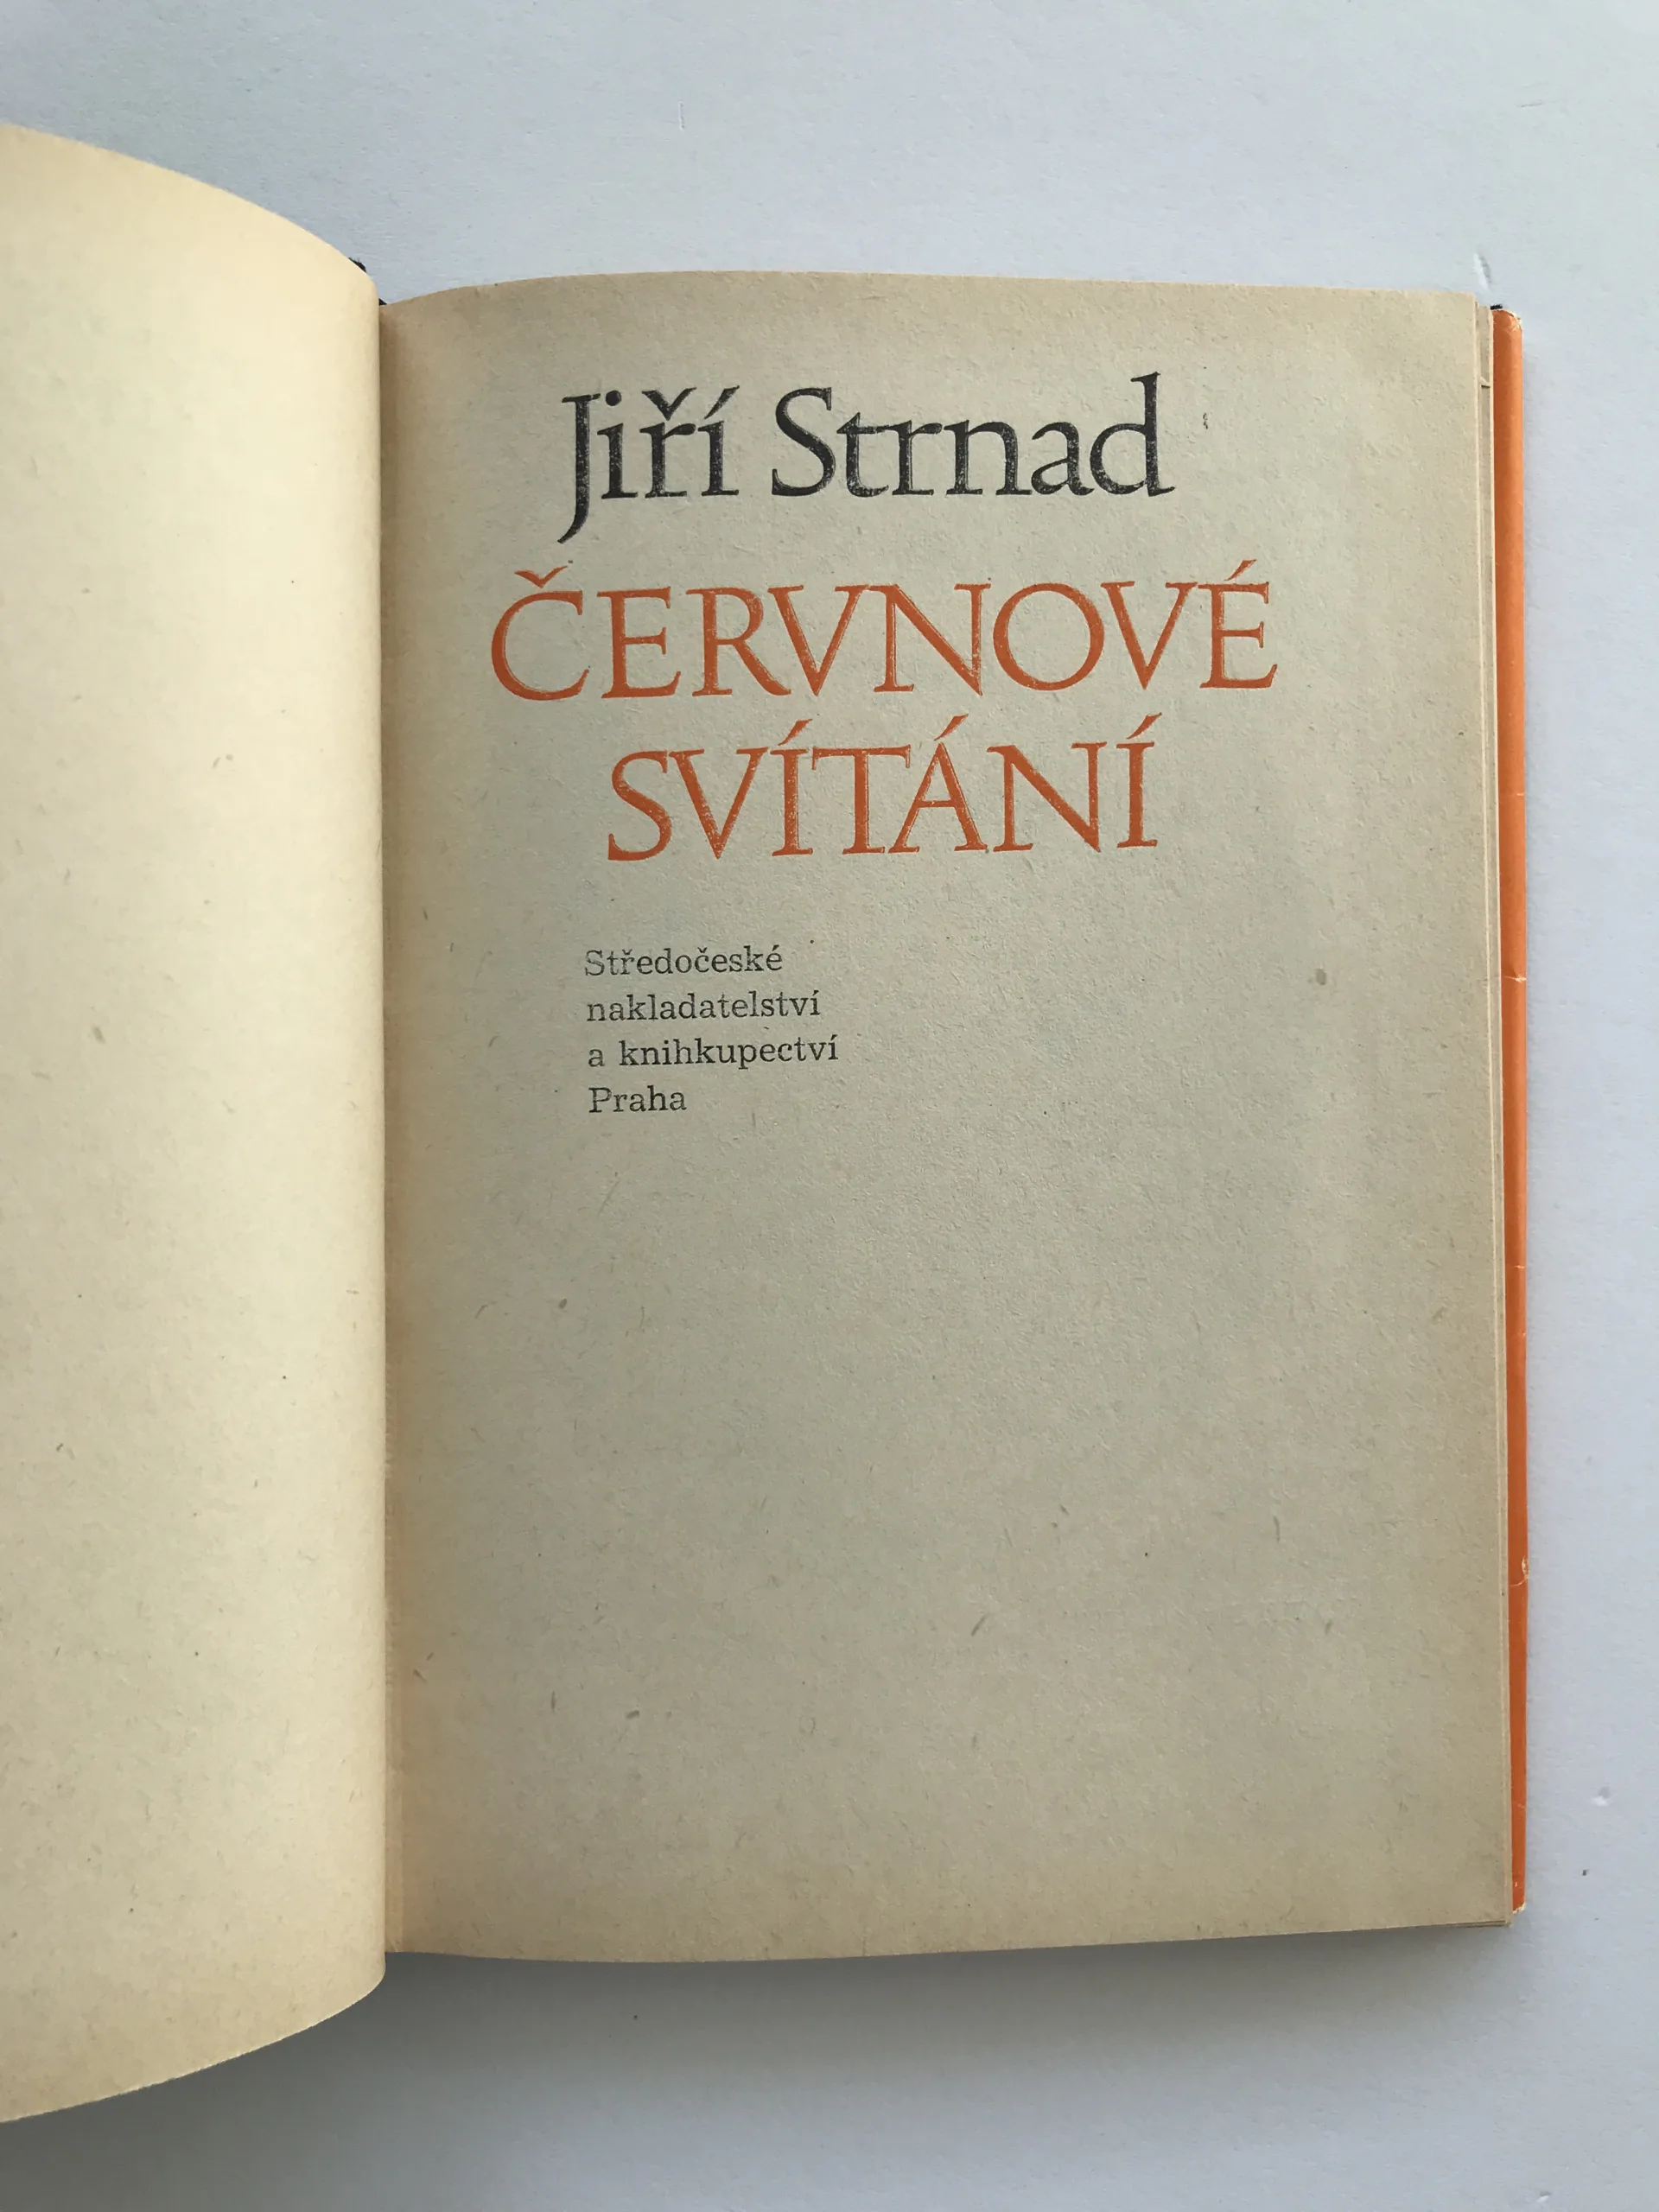 Jiří Strnad
ČERVNOVÉ
SVÍTÁNÍ
Středočeské
nakladatelství
a knihkupectví
Praha